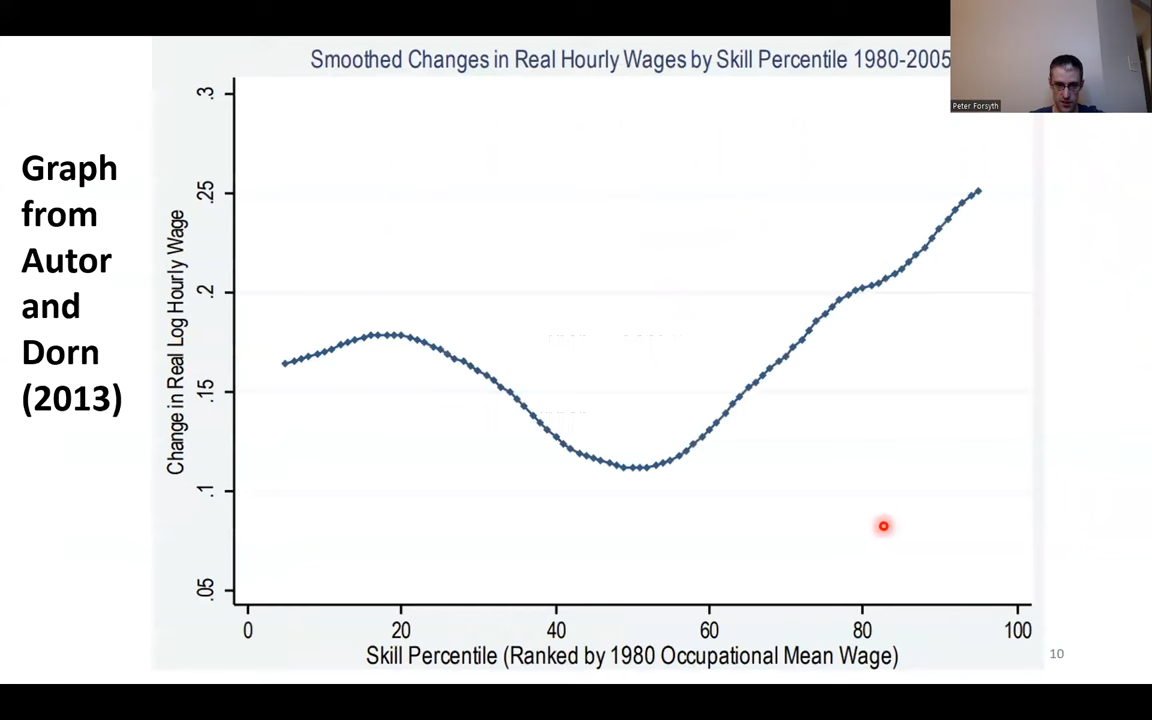 Smoothed Changes in Real Hourly Wages by Skill Percentile 1980-2005
Peter Forsyth
Graph
from
Autor
and
Dorn
(2013)
Change in Real Log Hourly Wage
.3
.25
.2
.15
.1
.05
0 20 40 60 80 100
Skill Percentile (Ranked by 1980 Occupational Mean Wage)
10